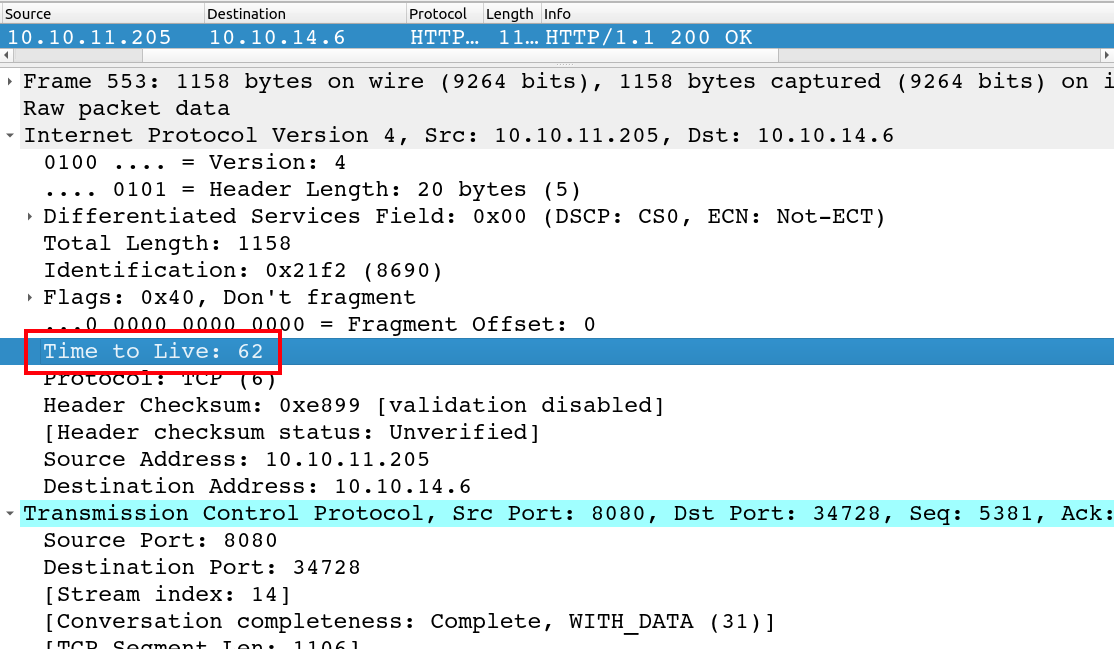 Source Destination Protocol Length Info
10.10.11.205 10.10.14.6 HTTP… 11… HTTP/1.1 200 OK
Frame 553: 1158 bytes on wire (9264 bits), 1158 bytes captured (9264 bits) on i
Raw packet data
Internet Protocol Version 4, Src: 10.10.11.205, Dst: 10.10.14.6
0100 .... = Version: 4
.... 0101 = Header Length: 20 bytes (5)
Differentiated Services Field: 0x00 (DSCP: CS0, ECN: Not-ECT)
Total Length: 1158
Identification: 0x21f2 (8690)
Flags: 0x40, Don't fragment
...0 0000 0000 0000 = Fragment Offset: 0
Time to Live: 62
Protocol: TCP (6)
Header Checksum: 0xe899 [validation disabled]
[Header checksum status: Unverified]
Source Address: 10.10.11.205
Destination Address: 10.10.14.6
Transmission Control Protocol, Src Port: 8080, Dst Port: 34728, Seq: 5381, Ack:
Source Port: 8080
Destination Port: 34728
[Stream index: 14]
[Conversation completeness: Complete, WITH_DATA (31)]
[TCP Segment Len: 1106]